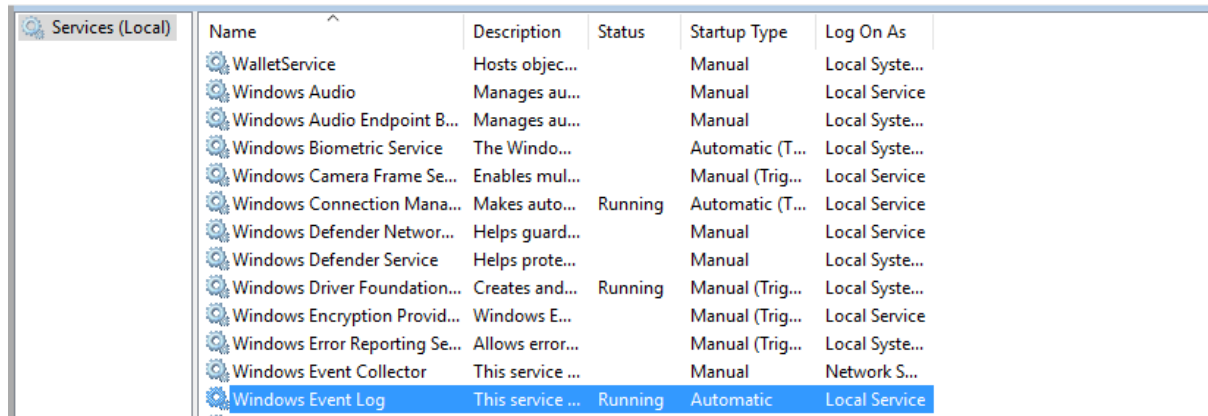 Services (Local)
Name Description Status Startup Type Log On As
WalletService Hosts objec... Manual Local Syste...
Windows Audio Manages au... Manual Local Service
Windows Audio Endpoint B... Manages au... Manual Local Syste...
Windows Biometric Service The Windo... Automatic (T... Local Syste...
Windows Camera Frame Se... Enables mul... Manual (Trig... Local Service
Windows Connection Mana... Makes auto... Running Automatic (T... Local Service
Windows Defender Networ... Helps guard... Manual Local Service
Windows Defender Service Helps prote... Manual Local Syste...
Windows Driver Foundation... Creates and... Running Manual (Trig... Local Syste...
Windows Encryption Provid... Windows E... Manual (Trig... Local Service
Windows Error Reporting Se... Allows error... Manual (Trig... Local Syste...
Windows Event Collector This service ... Manual Network S...
Windows Event Log This service ... Running Automatic Local Service